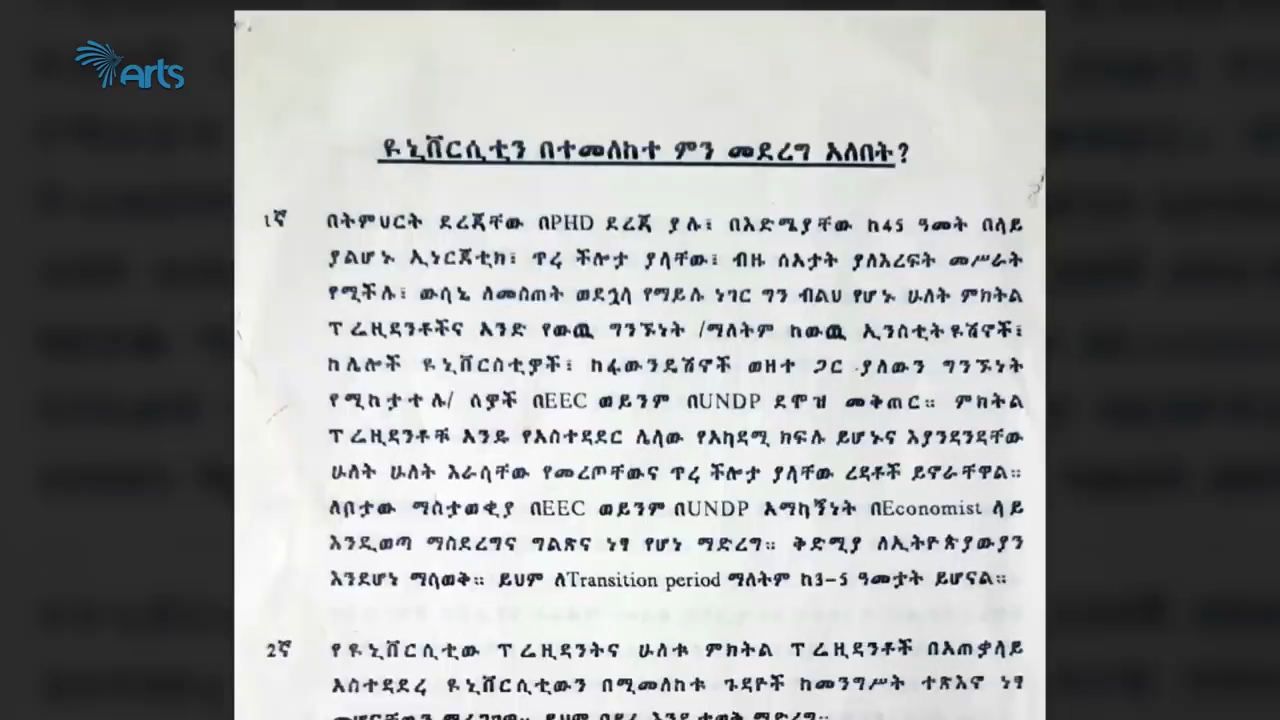 arts
ዩኒቨርሲቲን በተመለከተ ምን መደረግ አለበት?
1ኛ በትምህርት ደረጃቸው በPHD ደረጃ ያሉ፣ በእድሜያቸው ከ45 ዓመት በላይ
ያልሆኑ ኢነርጀቲክ፣ ጥሩ ችሎታ ያላቸው፣ ብዙ ሰአታት ያለእረፍት መሥራት
የሚችሉ፣ ውሳኔ ለመስጠት ወደኋላ የማይሉ ነገር ግን ብልህ የሆኑ ሁለት ምክትል
ፕሬዚዳንቶችና አንድ የውጪ ግንኙነት /ማለትም ከውጪ ኢንስቲትዩሽኖች፣
ከሌሎች ዩኒቨርስቲዎች፣ ከፋውንዴሽኖች ወዘተ ጋር ያለውን ግንኙነት
የሚከታተሉ/ ሰዎች በEEC ወይንም በUNDP ደሞዝ መቅጠር። ምክትል
ፕሬዚዳንቶቹ አንዱ የአስተዳደር ሌላው የአካዳሚ ክፍሉ ይሆኑና እያንዳንዳቸው
ሁለት ሁለት እራሳቸው የመረጧቸውና ጥሩ ችሎታ ያላቸው ረዳቶች ይኖራቸዋል።
ለቦታው ማስታወቂያ በEEC ወይንም በUNDP አማካኝነት በEconomist ላይ
እንዲወጣ ማስደረግና ግልጽና ነፃ የሆነ ማድረግ። ቅድሚያ ለኢትዮጵያውያን
እንደሆነ ማሳወቅ። ይህም ለTransition period ማለትም ከ3-5 ዓመታት ይሆናል።
2ኛ የዩኒቨርሲቲው ፕሬዚዳንትና ሁለቱ ምክትል ፕሬዚዳንቶች በአጠቃላይ
አስተዳደሩ ዩኒቨርሲቲውን በሚመለከቱ ጉዳዮች ከመንግሥት ተጽእኖ ነፃ